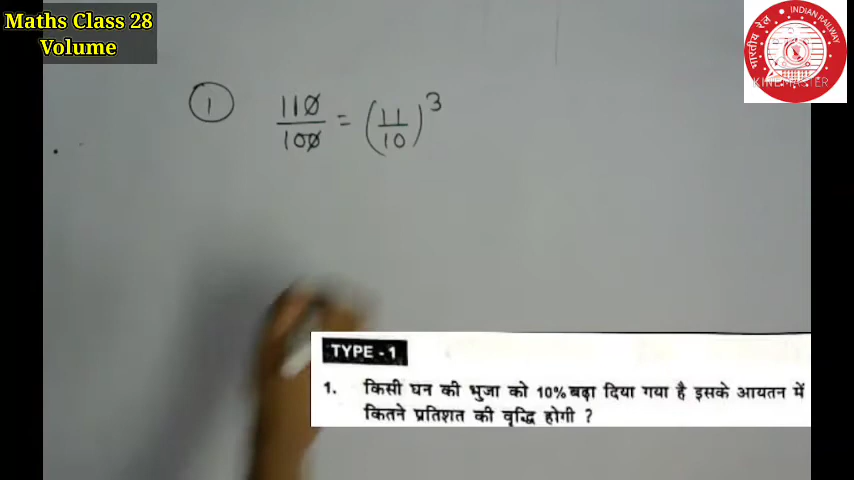 Maths Class 28
Volume
भारतीय रेल
INDIAN RAILWAY
KINEMASTER
1
110/100 = (11/10)^3
TYPE - 1
1. किसी घन की भुजा को 10% बढ़ा दिया गया है इसके आयतन में
कितने प्रतिशत की वृद्धि होगी ?